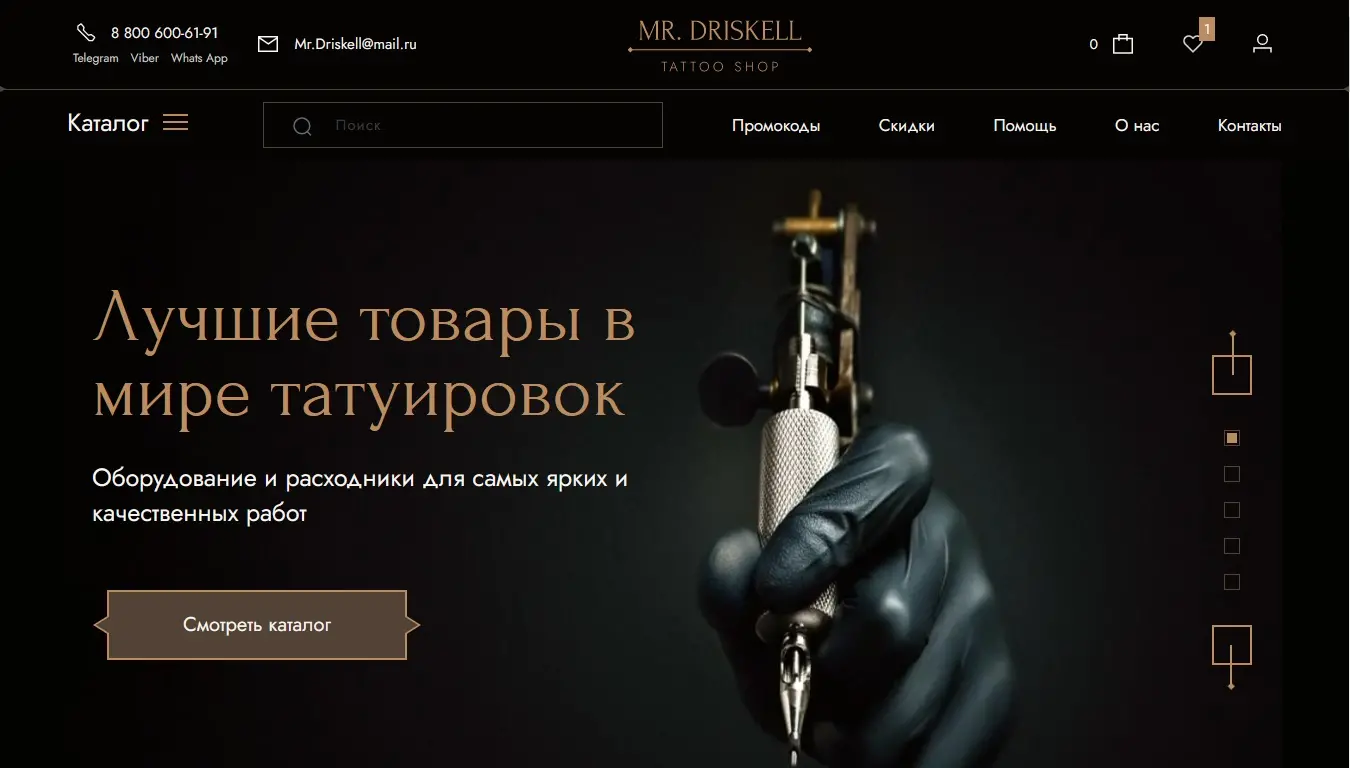 8 800 600-61-91
Telegram Viber Whats App
Mr.Driskell@mail.ru
MR. DRISKELL
TATTOO SHOP
0
1
Каталог
Поиск
Промокоды Скидки Помощь О нас Контакты
Лучшие товары в
мире татуировок
Оборудование и расходники для самых ярких и
качественных работ
Смотреть каталог